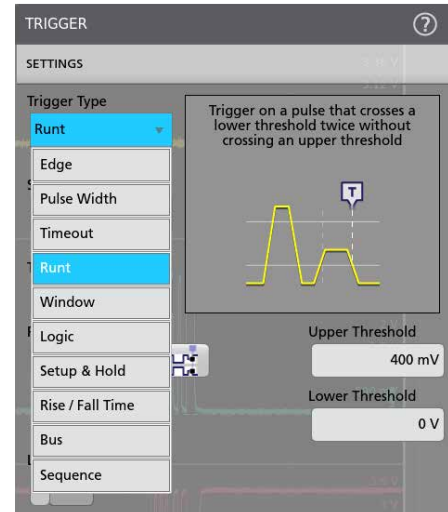 TRIGGER
?
SETTINGS
Trigger Type
Runt
Trigger on a pulse that crosses a
lower threshold twice without
crossing an upper threshold
T
Edge
Pulse Width
Timeout
Runt
Window
Logic
Setup & Hold
Rise / Fall Time
Bus
Sequence
Upper Threshold
400 mV
Lower Threshold
0 V